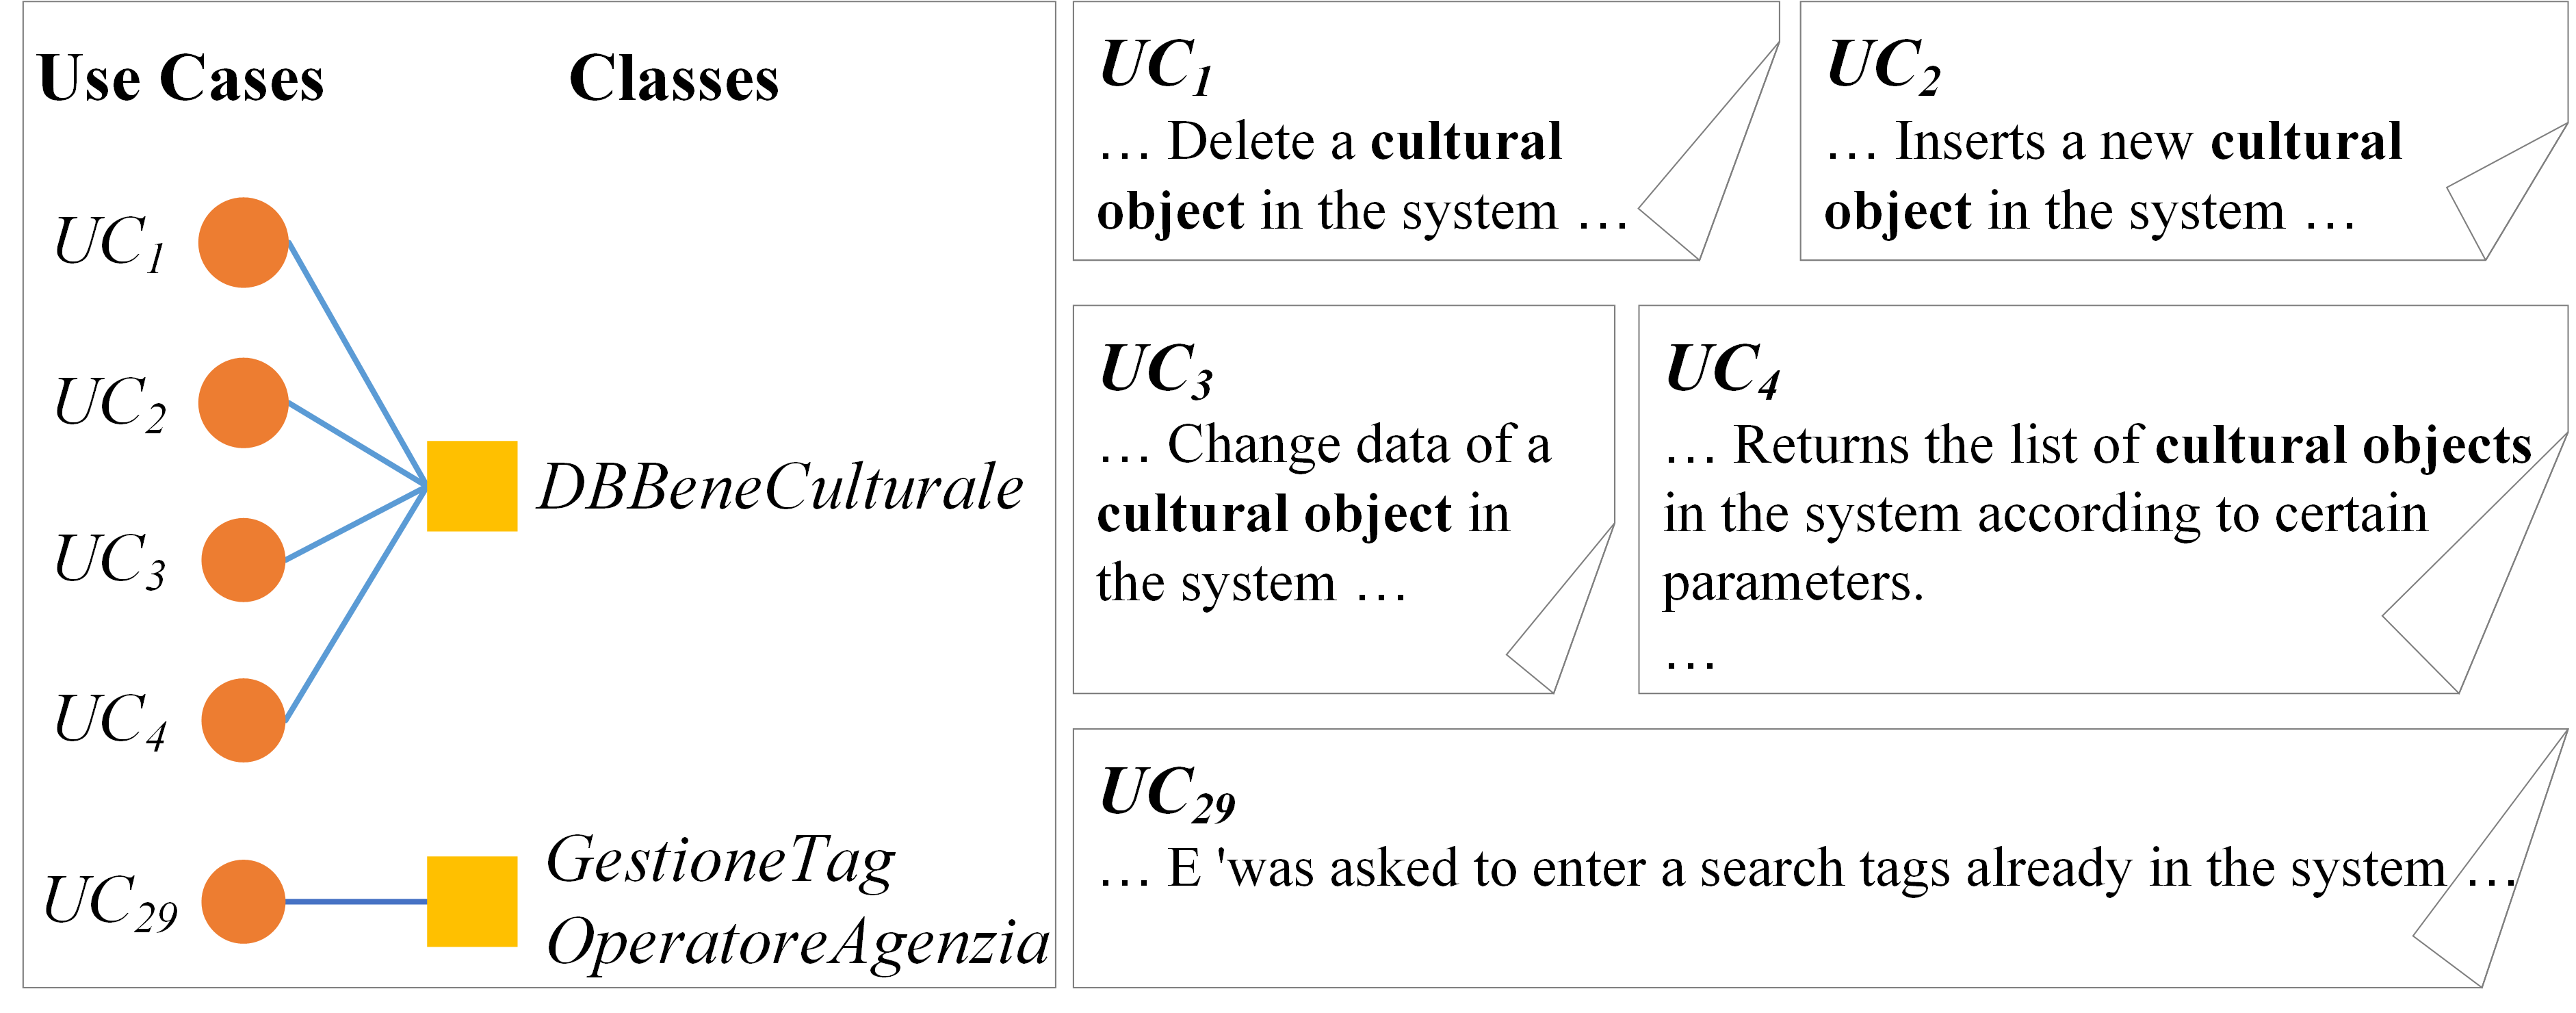 Use Cases Classes
UC1
UC2
DBBeneCulturale
UC3
UC4
GestioneTag
UC29
OperatoreAgenzia
UC1
… Delete a cultural
object in the system …
UC2
… Inserts a new cultural
object in the system …
UC3
… Change data of a
cultural object in
the system …
UC4
… Returns the list of cultural objects
in the system according to certain
parameters.
…
UC29
… E 'was asked to enter a search tags already in the system …